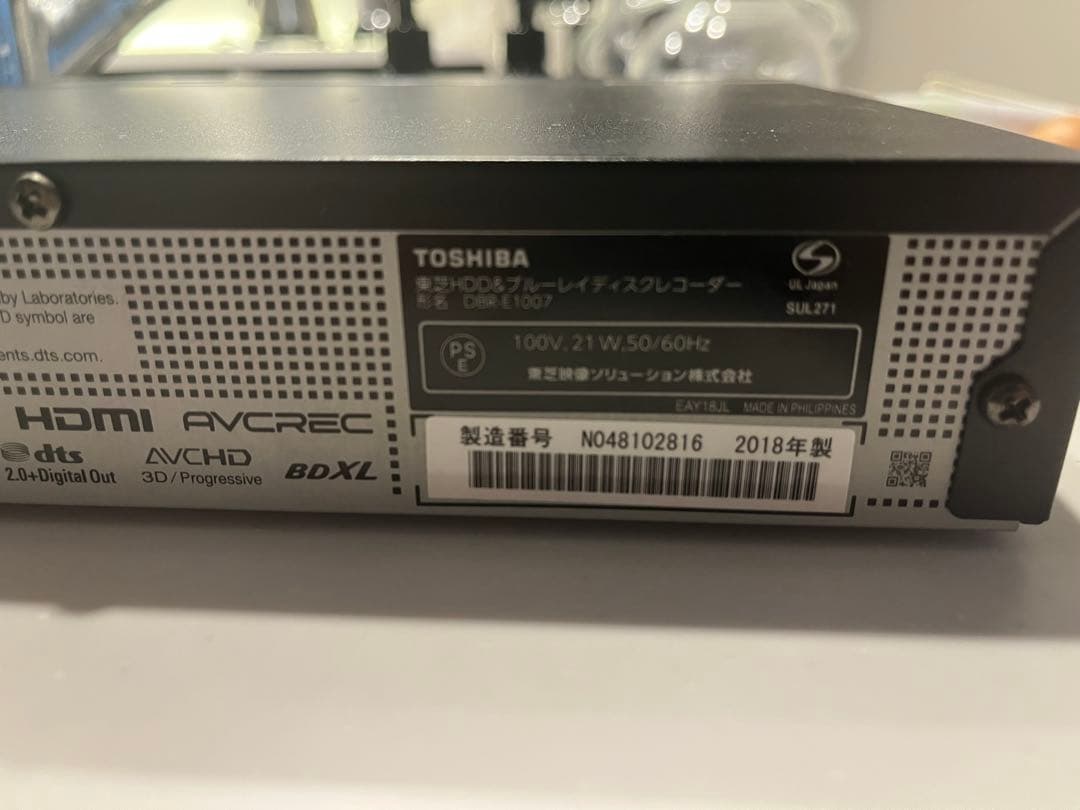 by Laboratories.
D symbol are
ents.dts.com.
HDMI AVCREC
dts
2.0+Digital Out
AVCHD
3D/Progressive
BDXL
TOSHIBA
東芝HDD&ブルーレイディスクレコーダー
形名 DBR-E1007
UL Japan
SUL271
PS
E
100V, 21W, 50/60Hz
東芝映像ソリューション株式会社
EAY18JL MADE IN PHILIPPINES
製造番号 N048102816 2018年製